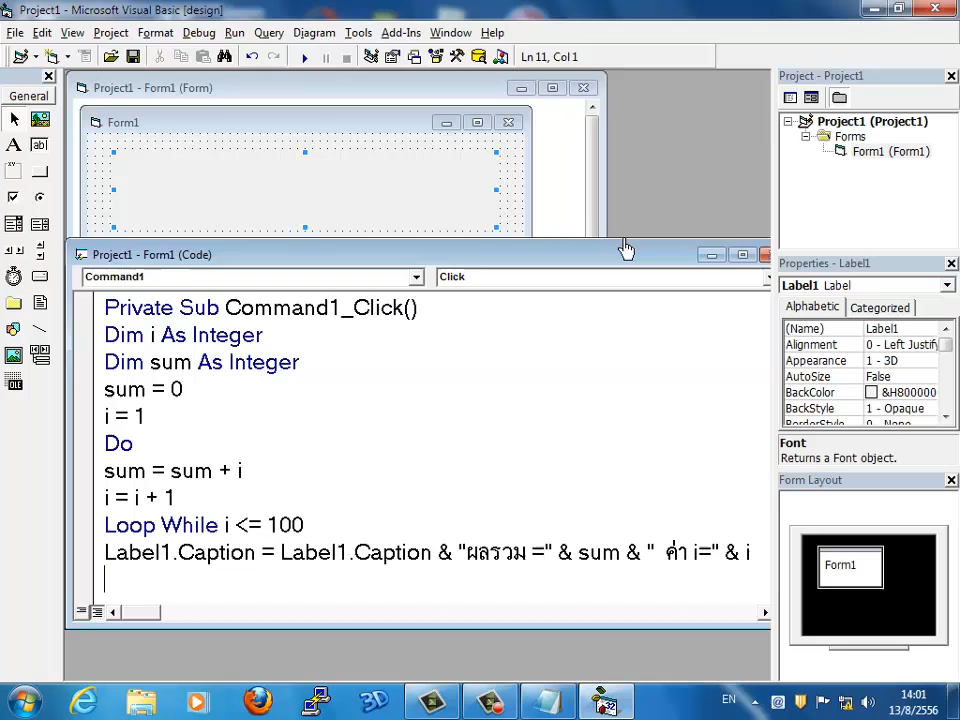 Project1 - Microsoft Visual Basic [design]
File Edit View Project Format Debug Run Query Diagram Tools Add-Ins Window Help
Ln 11, Col 1
General
Project1 - Form1 (Form)
Form1
Project1 - Form1 (Code)
Command1
Click
Private Sub Command1_Click()
Dim i As Integer
Dim sum As Integer
sum = 0
i = 1
Do
sum = sum + i
i = i + 1
Loop While i <= 100
Label1.Caption = Label1.Caption & "ผลรวม =" & sum & "  ค่า i=" & i
Project - Project1
Project1 (Project1)
Forms
Form1 (Form1)
Properties - Label1
Label1 Label
Alphabetic Categorized
(Name) Label1
Alignment 0 - Left Justify
Appearance 1 - 3D
AutoSize False
BackColor &H800000
BackStyle 1 - Opaque
Font
Returns a Font object.
Form Layout
Form1
EN
14:01
13/8/2556